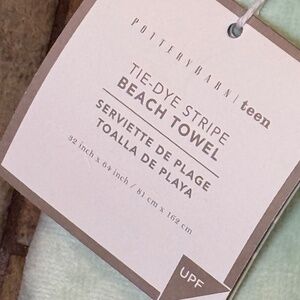 POTTERYBARN | teen
TIE-DYE STRIPE
BEACH TOWEL
SERVIETTE DE PLAGE
TOALLA DE PLAYA
32 inch x 64 inch / 81 cm x 162 cm
UPF